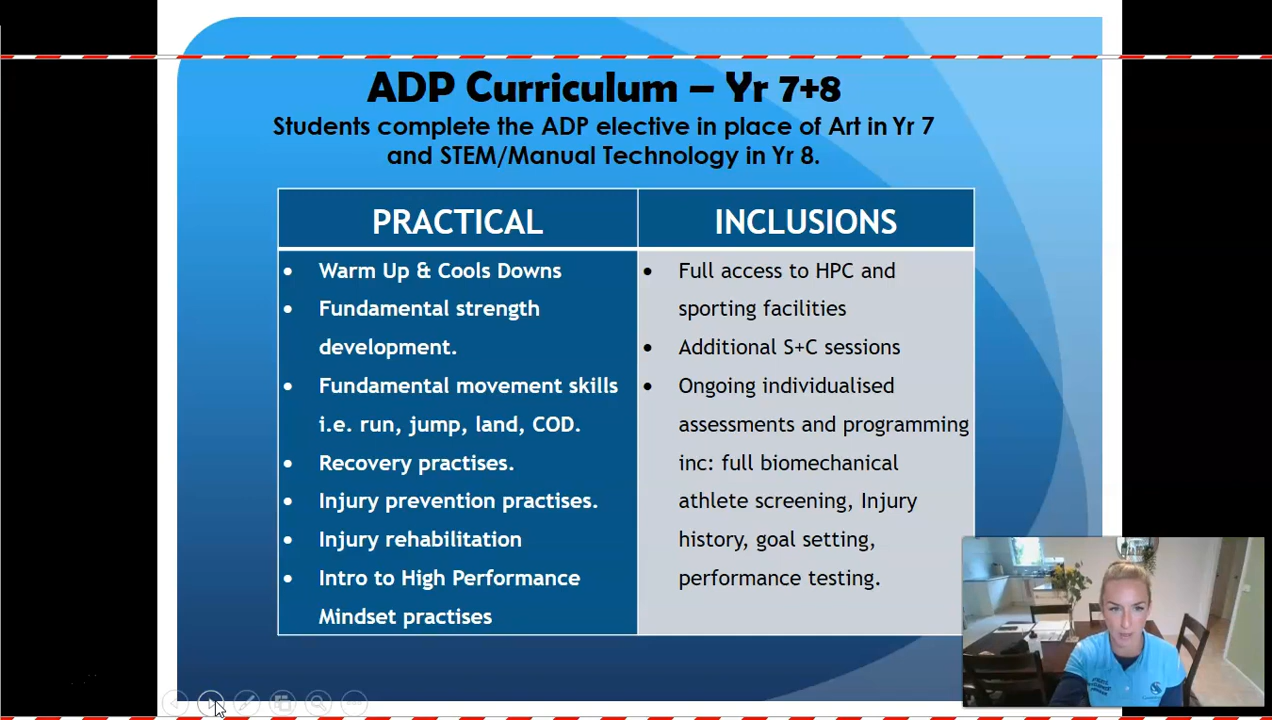 ADP Curriculum – Yr 7+8
Students complete the ADP elective in place of Art in Yr 7
and STEM/Manual Technology in Yr 8.
PRACTICAL
• Warm Up & Cools Downs
• Fundamental strength
development.
• Fundamental movement skills
i.e. run, jump, land, COD.
• Recovery practises.
• Injury prevention practises.
• Injury rehabilitation
• Intro to High Performance
Mindset practises
INCLUSIONS
• Full access to HPC and
sporting facilities
• Additional S+C sessions
• Ongoing individualised
assessments and programming
inc: full biomechanical
athlete screening, Injury
history, goal setting,
performance testing.